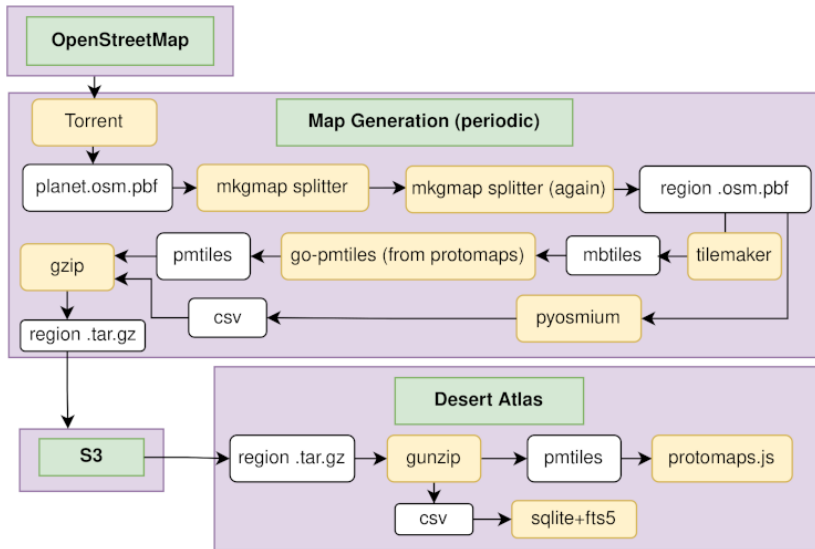 OpenStreetMap
Map Generation (periodic)
Torrent
planet.osm.pbf
mkgmap splitter
mkgmap splitter (again)
region .osm.pbf
gzip
pmtiles
go-pmtiles (from protomaps)
mbtiles
tilemaker
csv
pyosmium
region .tar.gz
Desert Atlas
S3
region .tar.gz
gunzip
pmtiles
protomaps.js
csv
sqlite+fts5